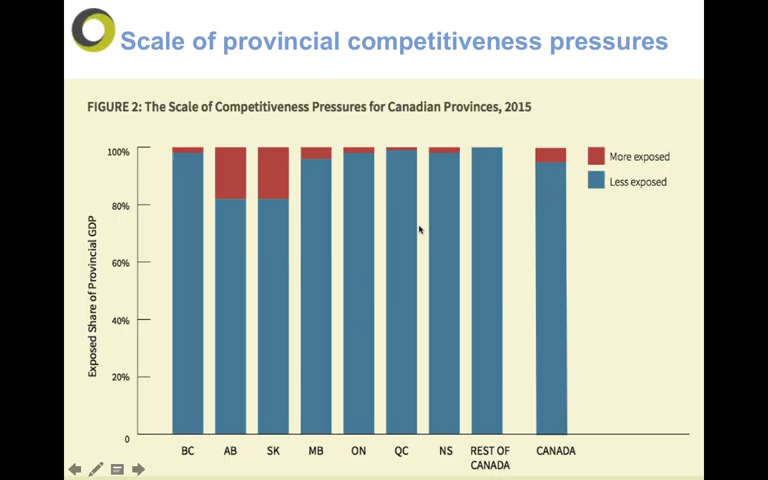 Scale of provincial competitiveness pressures
FIGURE 2: The Scale of Competitiveness Pressures for Canadian Provinces, 2015
100%
80%
60%
40%
20%
0
Exposed Share of Provincial GDP
More exposed
Less exposed
BC AB SK MB ON QC NS REST OF CANADA
CANADA